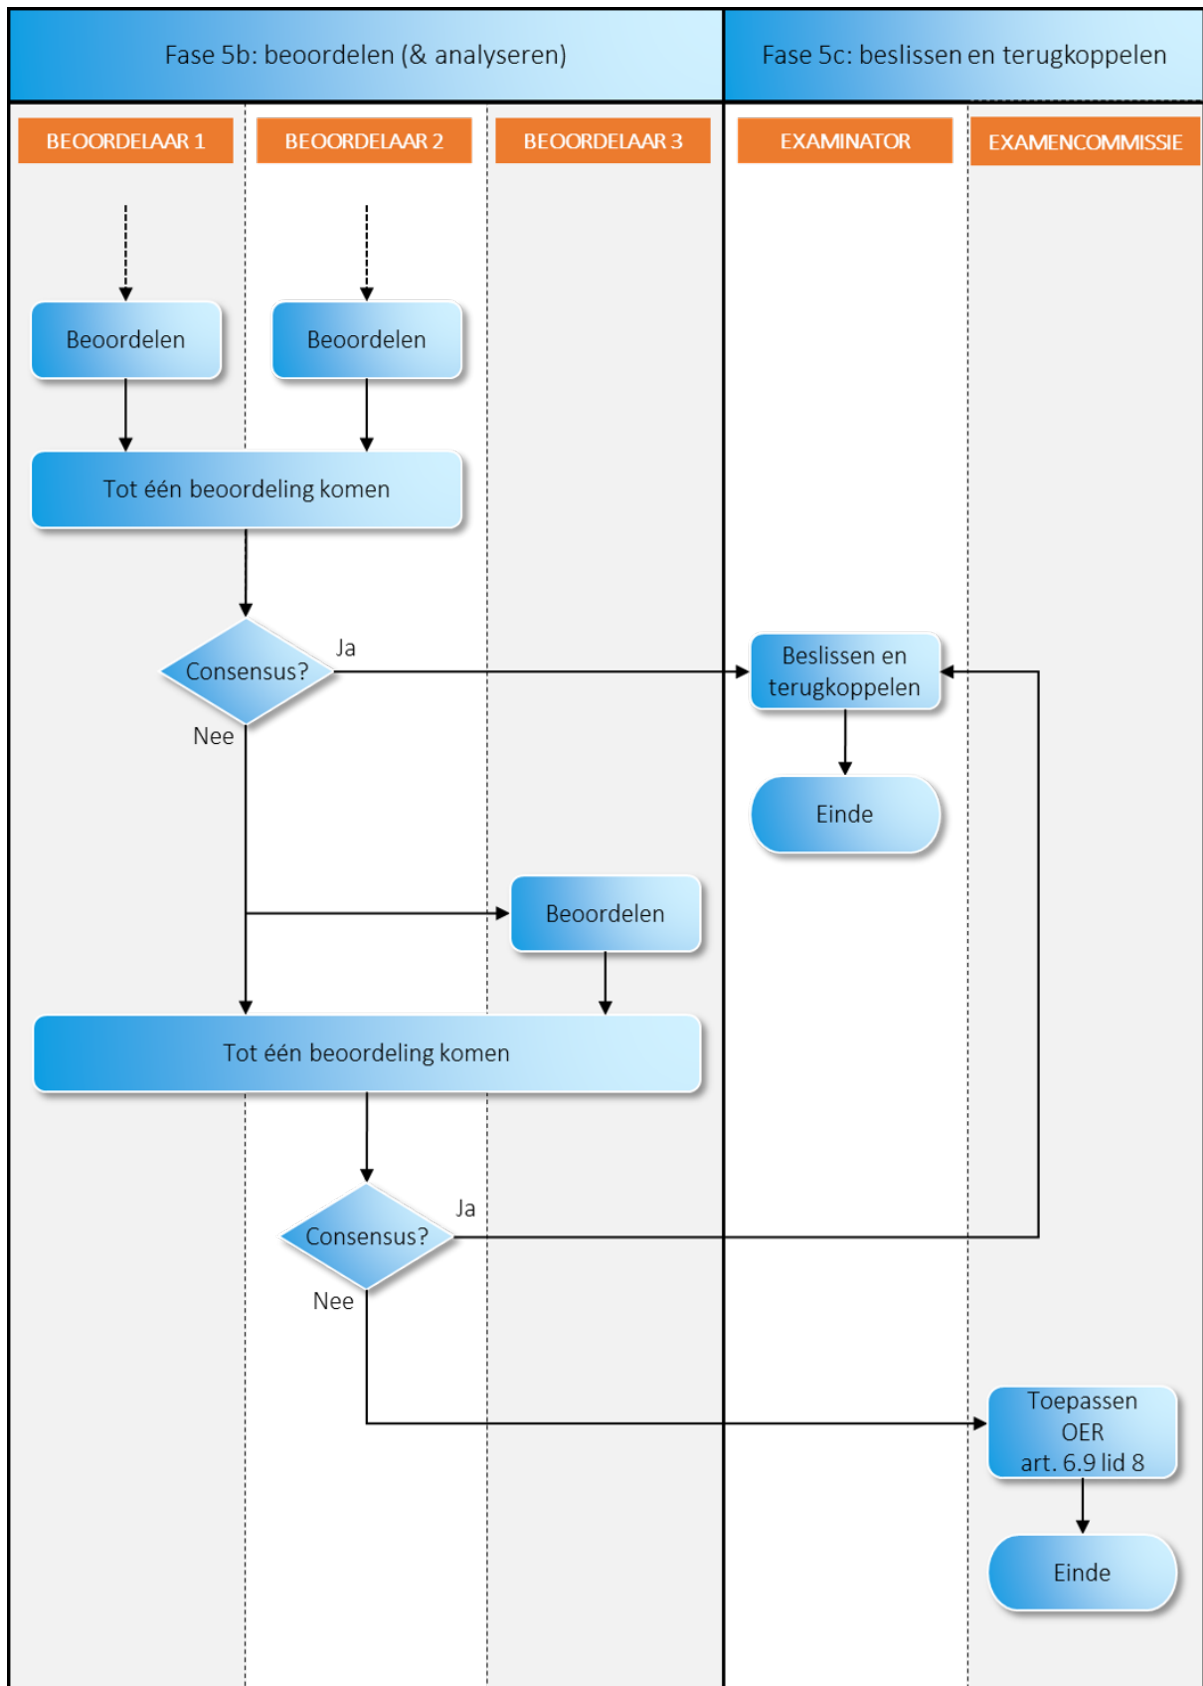 Fase 5b: beoordelen (& analyseren)
Fase 5c: beslissen en terugkoppelen
BEOORDELAAR 1
BEOORDELAAR 2
BEOORDELAAR 3
EXAMINATOR
EXAMENCOMMISSIE
Beoordelen
Beoordelen
Tot één beoordeling komen
Consensus?
Ja
Nee
Beslissen en
terugkoppelen
Einde
Beoordelen
Tot één beoordeling komen
Consensus?
Ja
Nee
Toepassen
OER
art. 6.9 lid 8
Einde